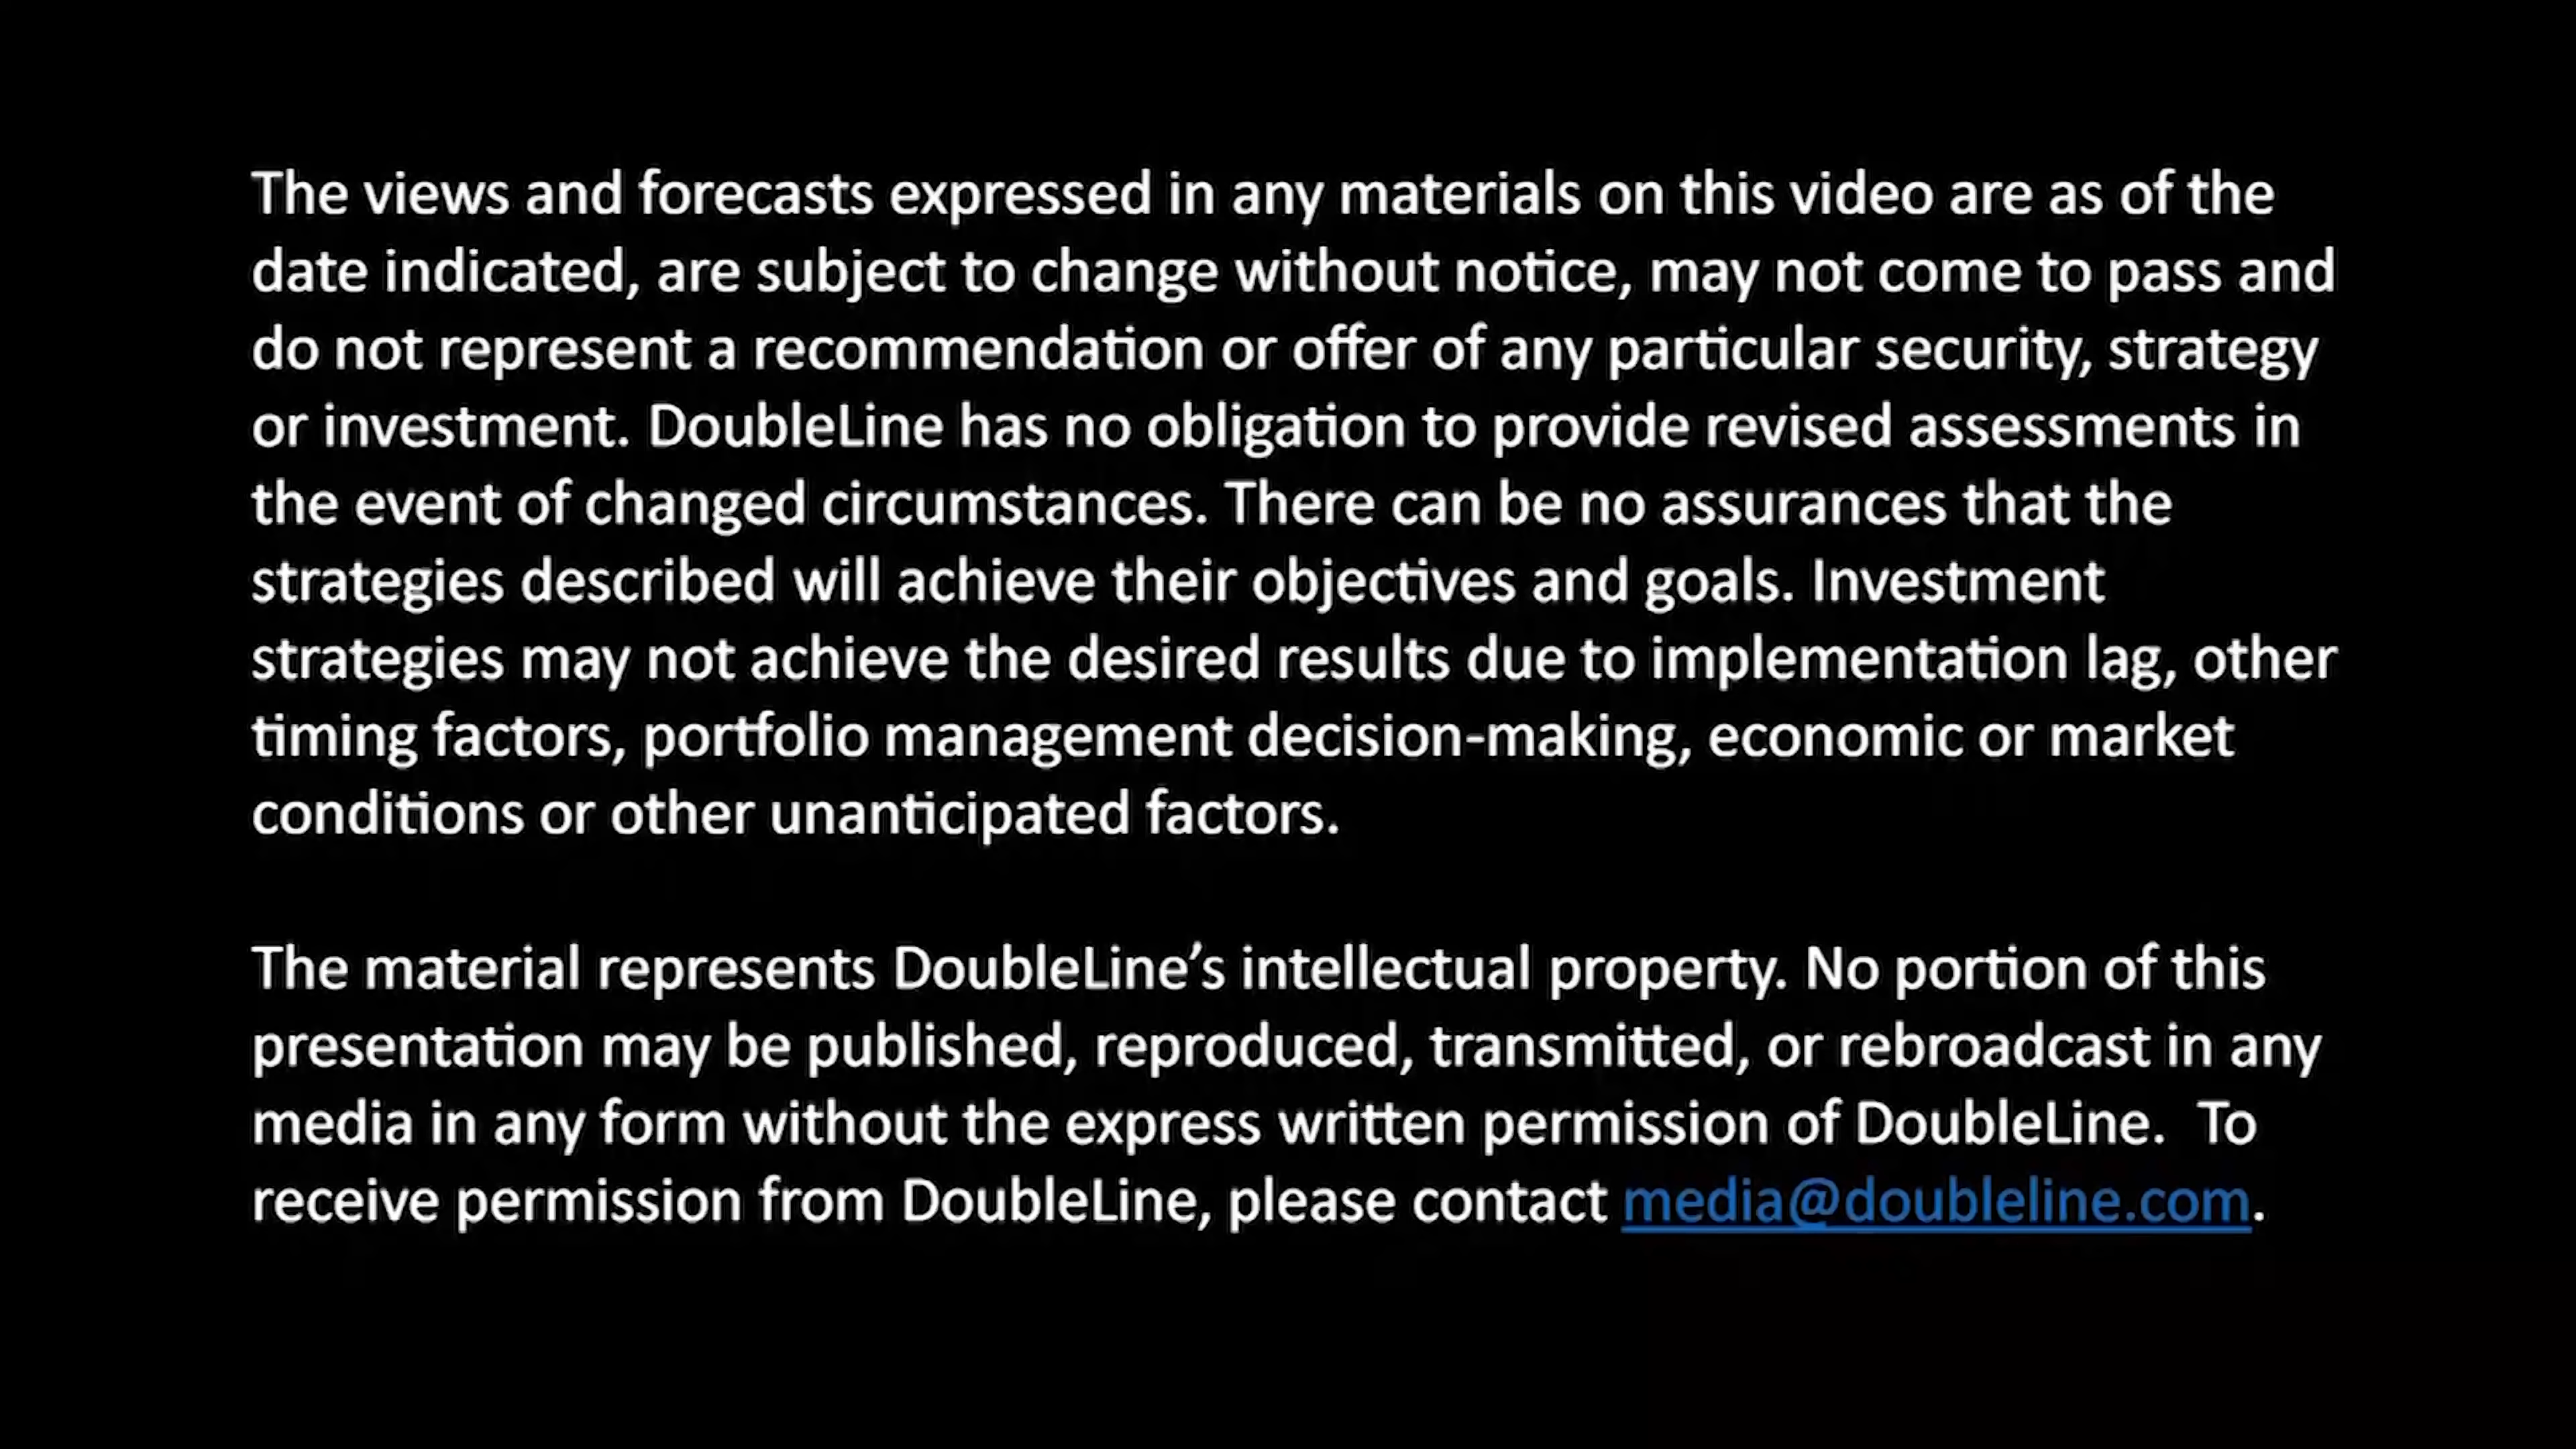 The views and forecasts expressed in any materials on this video are as of the
date indicated, are subject to change without notice, may not come to pass and
do not represent a recommendation or offer of any particular security, strategy
or investment. DoubleLine has no obligation to provide revised assessments in
the event of changed circumstances. There can be no assurances that the
strategies described will achieve their objectives and goals. Investment
strategies may not achieve the desired results due to implementation lag, other
timing factors, portfolio management decision-making, economic or market
conditions or other unanticipated factors.
The material represents DoubleLine’s intellectual property. No portion of this
presentation may be published, reproduced, transmitted, or rebroadcast in any
media in any form without the express written permission of DoubleLine.  To
receive permission from DoubleLine, please contact media@doubleline.com.